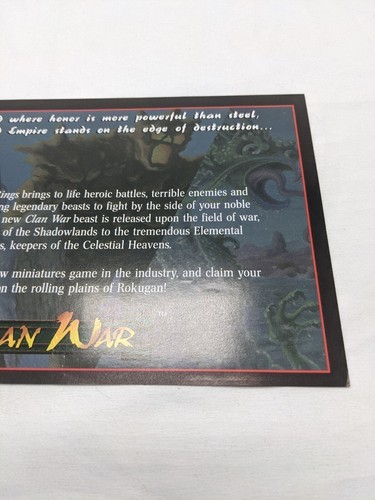 where honor is more powerful than steel,
Empire stands on the edge of destruction...
Rings brings to life heroic battles, terrible enemies and
legendary beasts to fight by the side of your noble
new Clan War beast is released upon the field of war,
of the Shadowlands to the tremendous Elemental
keepers of the Celestial Heavens.
miniatures game in the industry, and claim your
on the rolling plains of Rokugan!
AN WAR
TM